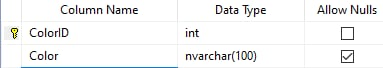 Column Name Data Type Allow Nulls
ColorID int
Color nvarchar(100)